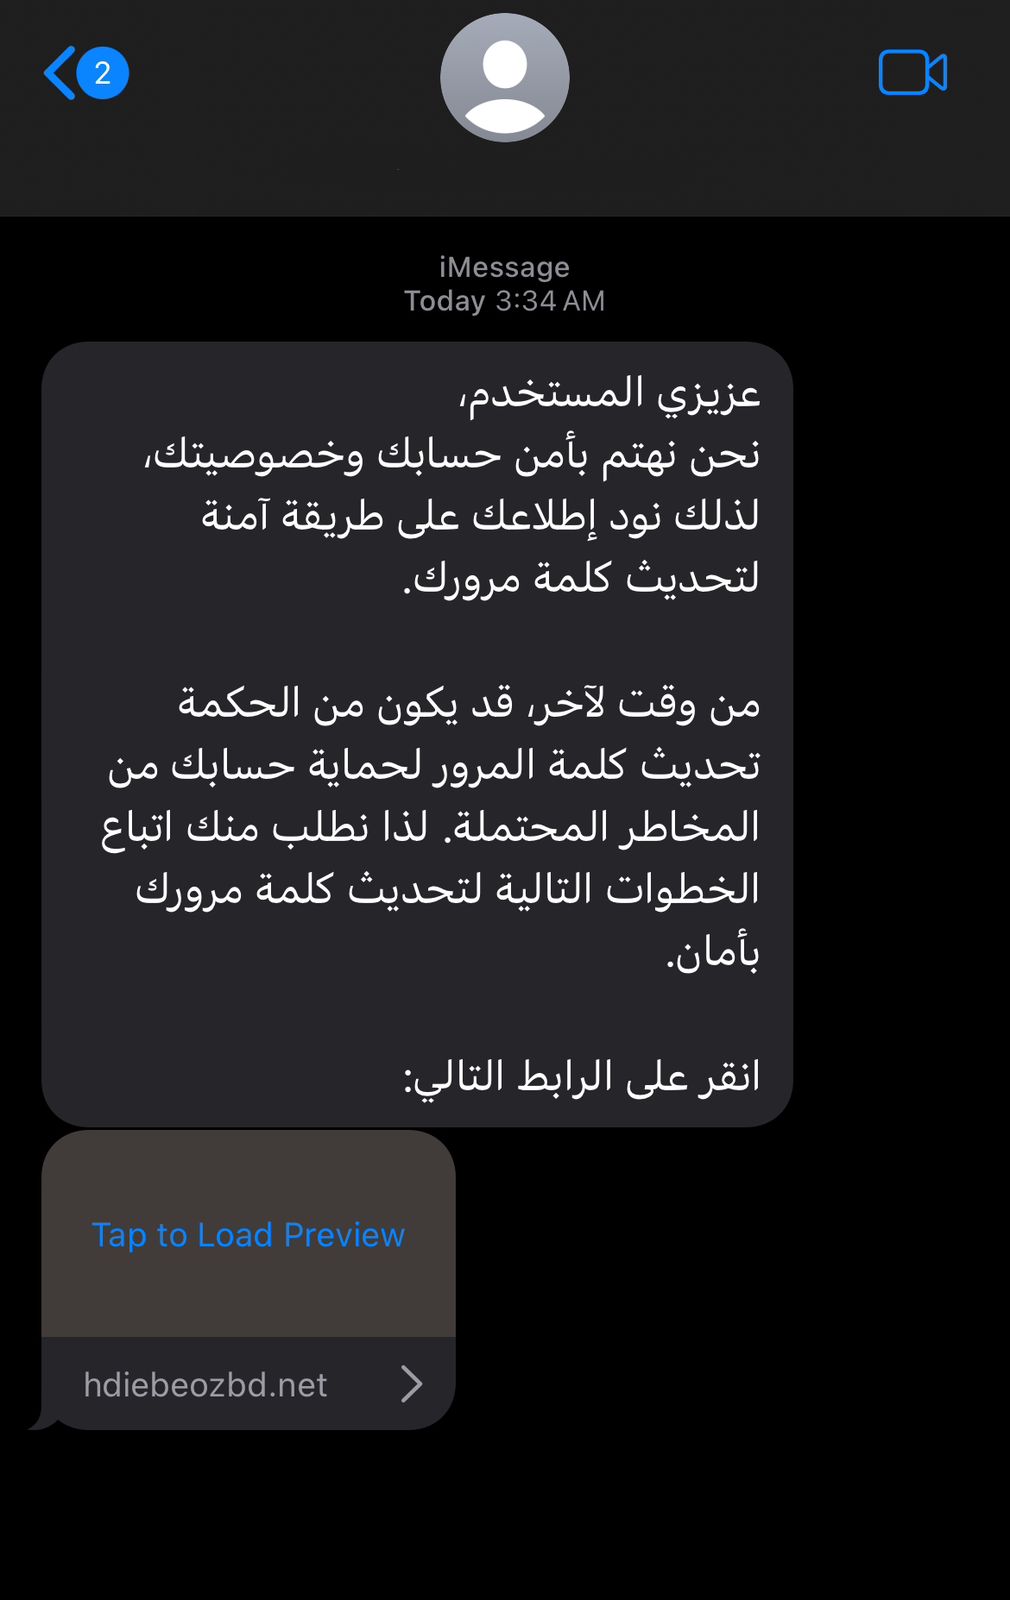 2
iMessage
Today 3:34 AM
عزيزي المستخدم،
نحن نهتم بأمن حسابك وخصوصيتك،
لذلك نود إطلاعك على طريقة آمنة
لتحديث كلمة مرورك.
من وقت لآخر، قد يكون من الحكمة
تحديث كلمة المرور لحماية حسابك من
المخاطر المحتملة. لذا نطلب منك اتباع
الخطوات التالية لتحديث كلمة مرورك
بأمان.
انقر على الرابط التالي:
Tap to Load Preview
hdiebeozbd.net